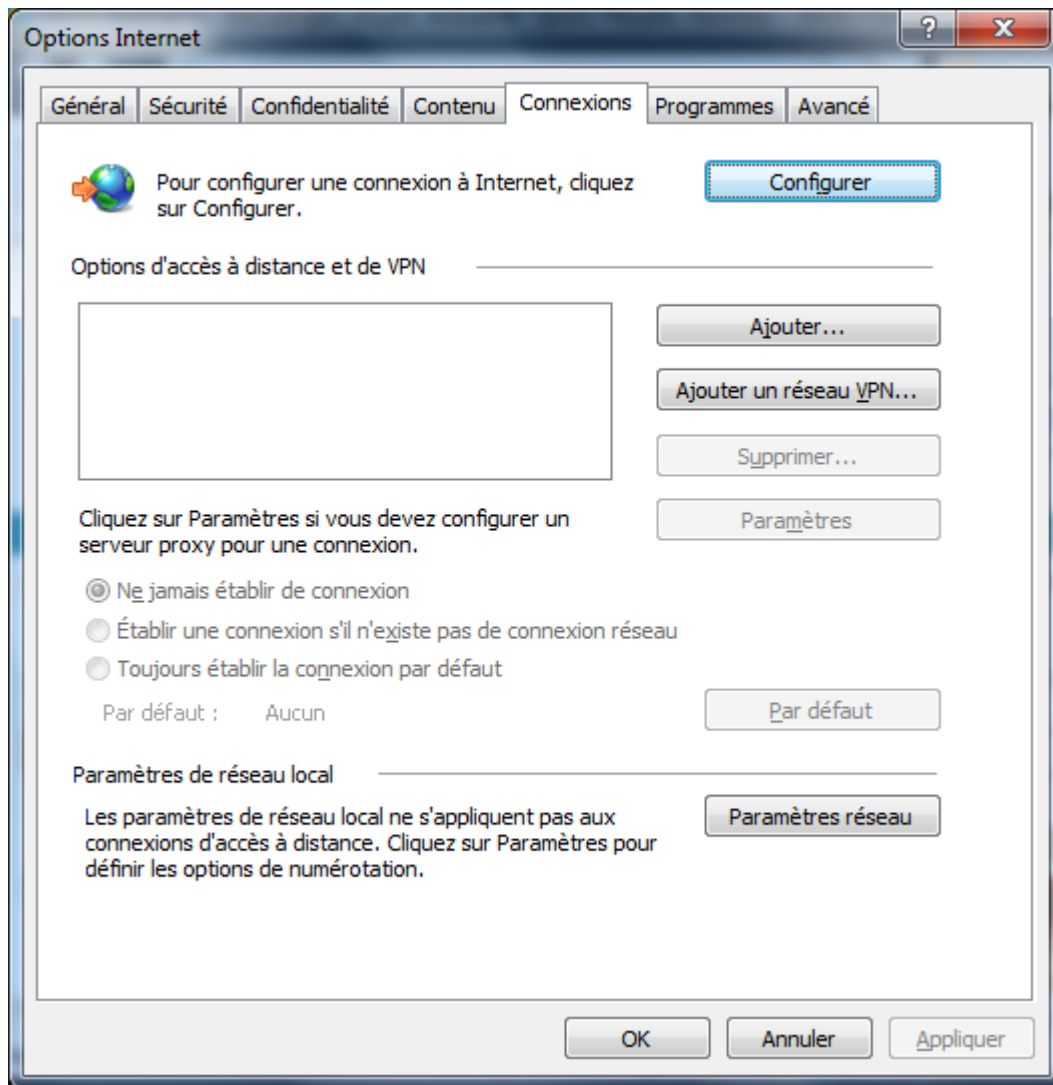 Options Internet
?
X
Général
Sécurité
Confidentialité
Contenu
Connexions
Programmes
Avancé
Pour configurer une connexion à Internet, cliquez
sur Configurer.
Configurer
Options d'accès à distance et de VPN
Ajouter...
Ajouter un réseau VPN...
Supprimer...
Cliquez sur Paramètres si vous devez configurer un
serveur proxy pour une connexion.
Paramètres
Ne jamais établir de connexion
Établir une connexion s'il n'existe pas de connexion réseau
Toujours établir la connexion par défaut
Par défaut : Aucun
Par défaut
Paramètres de réseau local
Les paramètres de réseau local ne s'appliquent pas aux
connexions d'accès à distance. Cliquez sur Paramètres pour
définir les options de numérotation.
Paramètres réseau
OK
Annuler
Appliquer